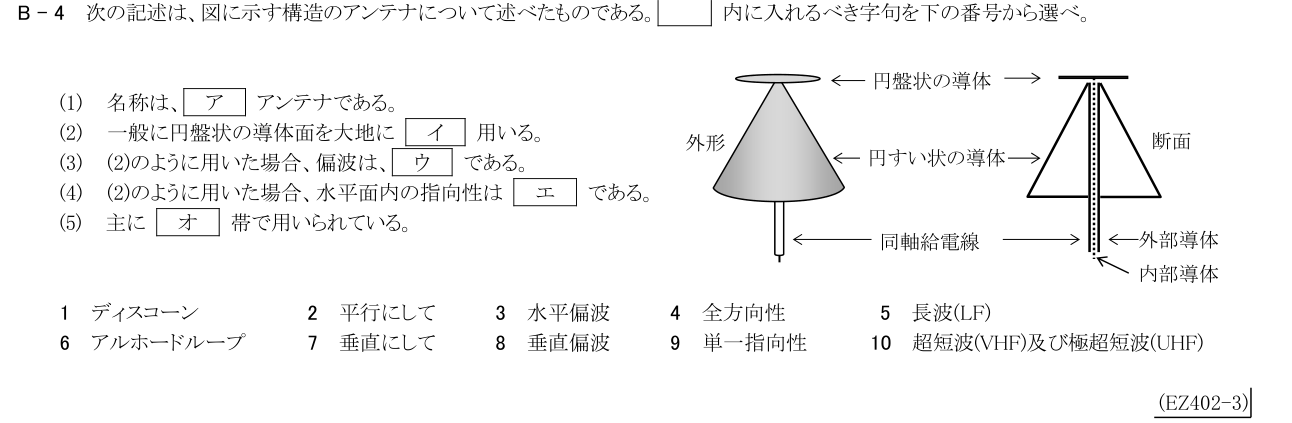 B－4 次の記述は、図に示す構造のアンテナについて述べたものである。　　内に入れるべき字句を下の番号から選べ。
(1) 名称は、 ア アンテナである。
(2) 一般に円盤状の導体面を大地に イ 用いる。
(3) (2)のように用いた場合、偏波は、 ウ である。
(4) (2)のように用いた場合、水平面内の指向性は エ である。
(5) 主に オ 帯で用いられている。
円盤状の導体
外形
断面
円すい状の導体
同軸給電線
外部導体
内部導体
1 ディスコーン 2 平行にして 3 水平偏波 4 全方向性 5 長波(LF)
6 アルホードループ 7 垂直にして 8 垂直偏波 9 単一指向性 10 超短波(VHF)及び極超短波(UHF)
(EZ402-3)